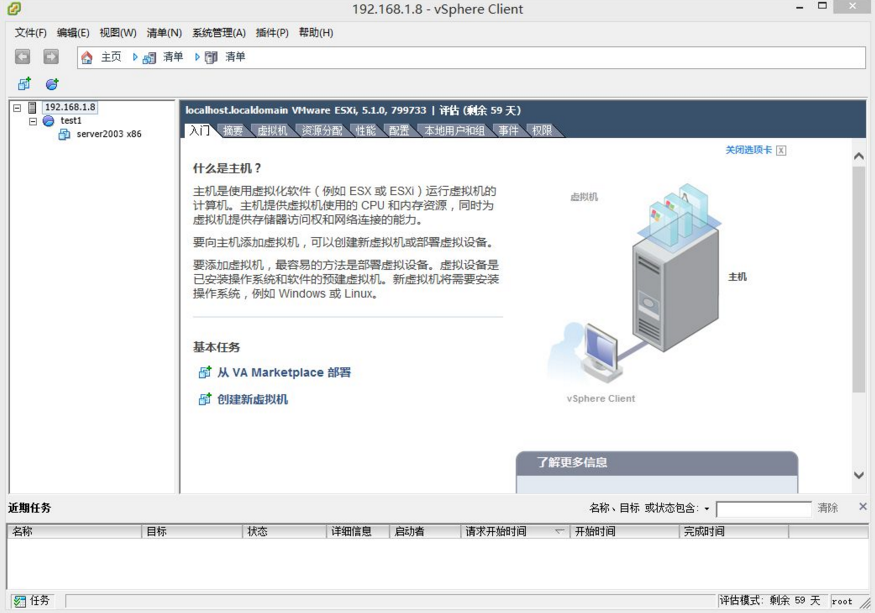 192.168.1.8 - vSphere Client
文件(F) 编辑(E) 视图(W) 清单(N) 系统管理(A) 插件(P) 帮助(H)
主页 清单 清单
192.168.1.8
test1
server2003 x86
localhost.localdomain VMware ESXi, 5.1.0, 799733 | 评估 (剩余 59 天)
入门 摘要 虚拟机 资源分配 性能 配置 本地用户和组 事件 权限
关闭选项卡
什么是主机？
主机是使用虚拟化软件（例如 ESX 或 ESXi）运行虚拟机的
计算机。主机提供虚拟机使用的 CPU 和内存资源，同时为
虚拟机提供存储器访问权和网络连接的能力。
要向主机添加虚拟机，可以创建新虚拟机或部署虚拟设备。
要添加虚拟机，最容易的方法是部署虚拟设备。虚拟设备是
已安装操作系统和软件的预建虚拟机。新虚拟机将需要安装
操作系统，例如 Windows 或 Linux。
基本任务
从 VA Marketplace 部署
创建新虚拟机
虚拟机
主机
vSphere Client
了解更多信息
近期任务
名称、目标 或状态包含: 清除
名称 目标 状态 详细信息 启动者 请求开始时间 开始时间 完成时间
任务
评估模式: 剩余 59 天 root